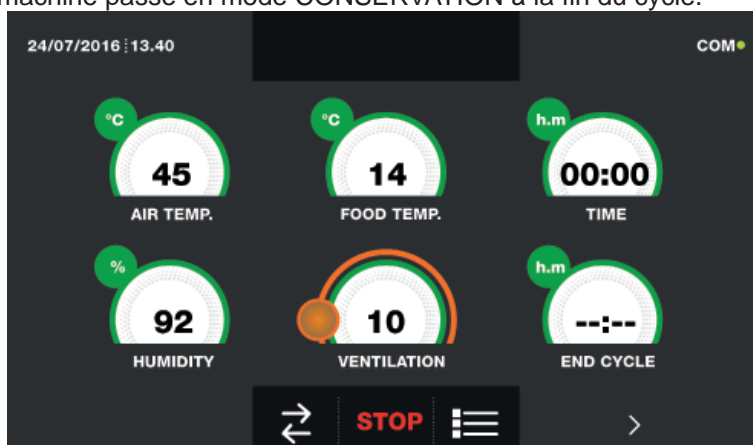 machine passe en mode CONSERVATION à la fin du cycle.
24/07/2016 13.40 COM
°C °C h.m
45 14 00:00
AIR TEMP. FOOD TEMP. TIME
% h.m
92 10 --:--
HUMIDITY VENTILATION END CYCLE
STOP >